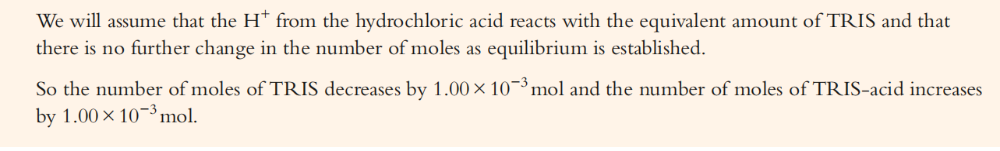 We will assume that the H⁺ from the hydrochloric acid reacts with the equivalent amount of TRIS and that
there is no further change in the number of moles as equilibrium is established.
So the number of moles of TRIS decreases by 1.00 × 10⁻³ mol and the number of moles of TRIS-acid increases
by 1.00 × 10⁻³ mol.